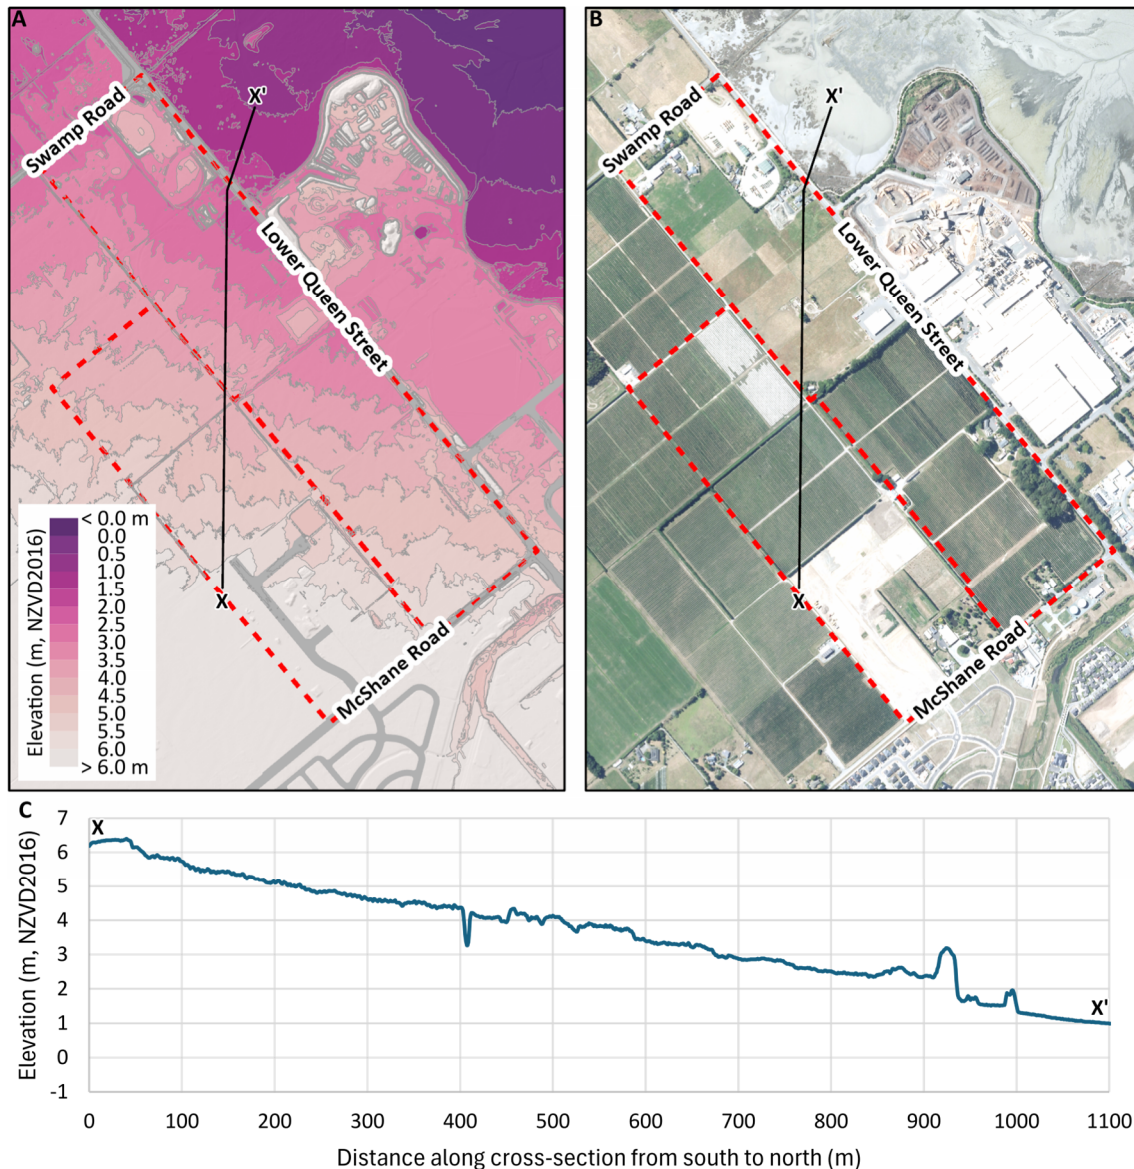 A
X'
Swamp Road
Lower Queen Street
X
McShane Road
Elevation (m, NZVD2016)
< 0.0 m
0.0
0.5
1.0
1.5
2.0
2.5
3.0
3.5
4.0
4.5
5.0
5.5
6.0
> 6.0 m
B
X'
Swamp Road
Lower Queen Street
X
McShane Road
C
Elevation (m, NZVD2016)
7
6
5
4
3
2
1
0
-1
X
X'
0 100 200 300 400 500 600 700 800 900 1000 1100
Distance along cross-section from south to north (m)